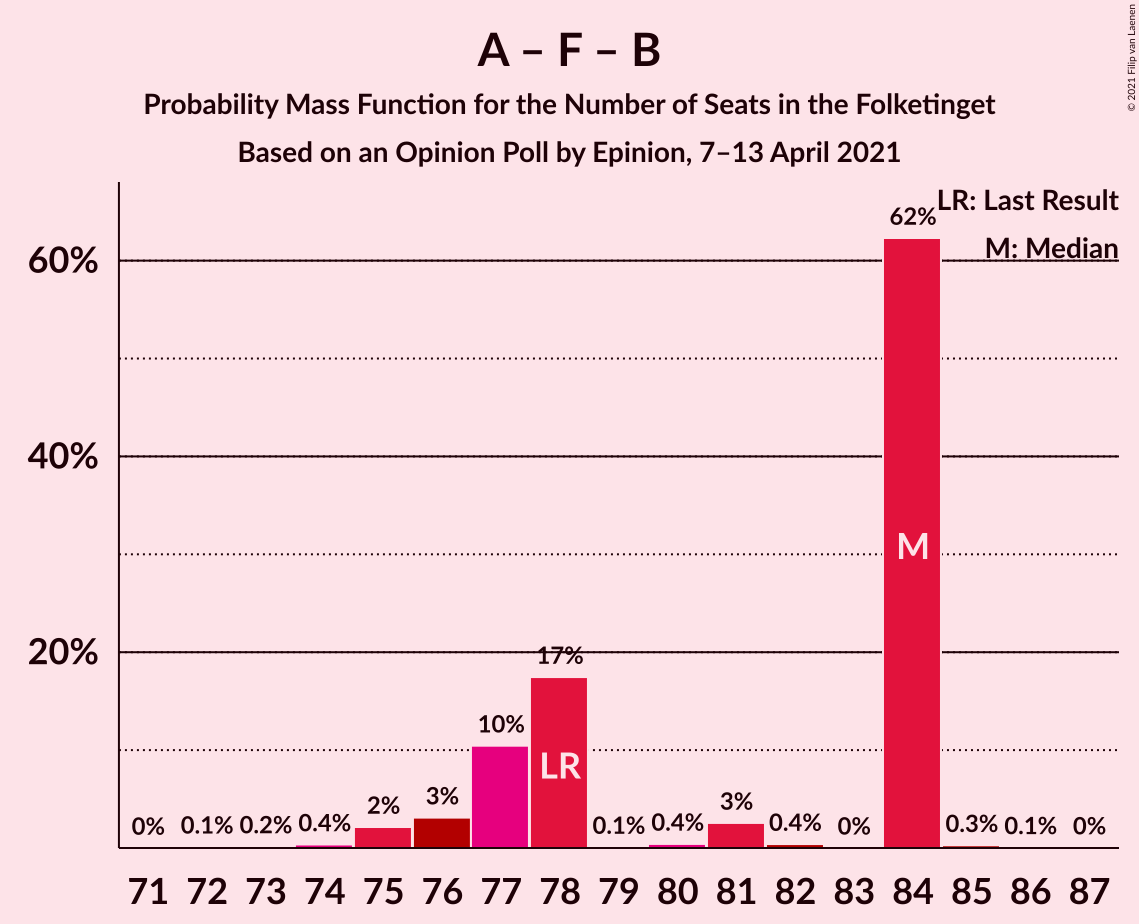 A – F – B
Probability Mass Function for the Number of Seats in the Folketinget
Based on an Opinion Poll by Epinion, 7–13 April 2021
© 2021 Filip van Laenen
LR: Last Result
M: Median
60%
40%
20%
0%
0.1%
0.2%
0.4%
2%
3%
10%
17%
0.1%
0.4%
3%
0.4%
0%
62%
0.3%
0.1%
0%
LR
M
71 72 73 74 75 76 77 78 79 80 81 82 83 84 85 86 87